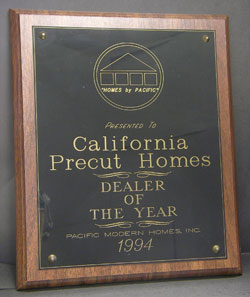 "HOMES by PACIFIC"
PRESENTED TO
California
Precut Homes
DEALER
OF
THE YEAR
PACIFIC MODERN HOMES, INC.
1994